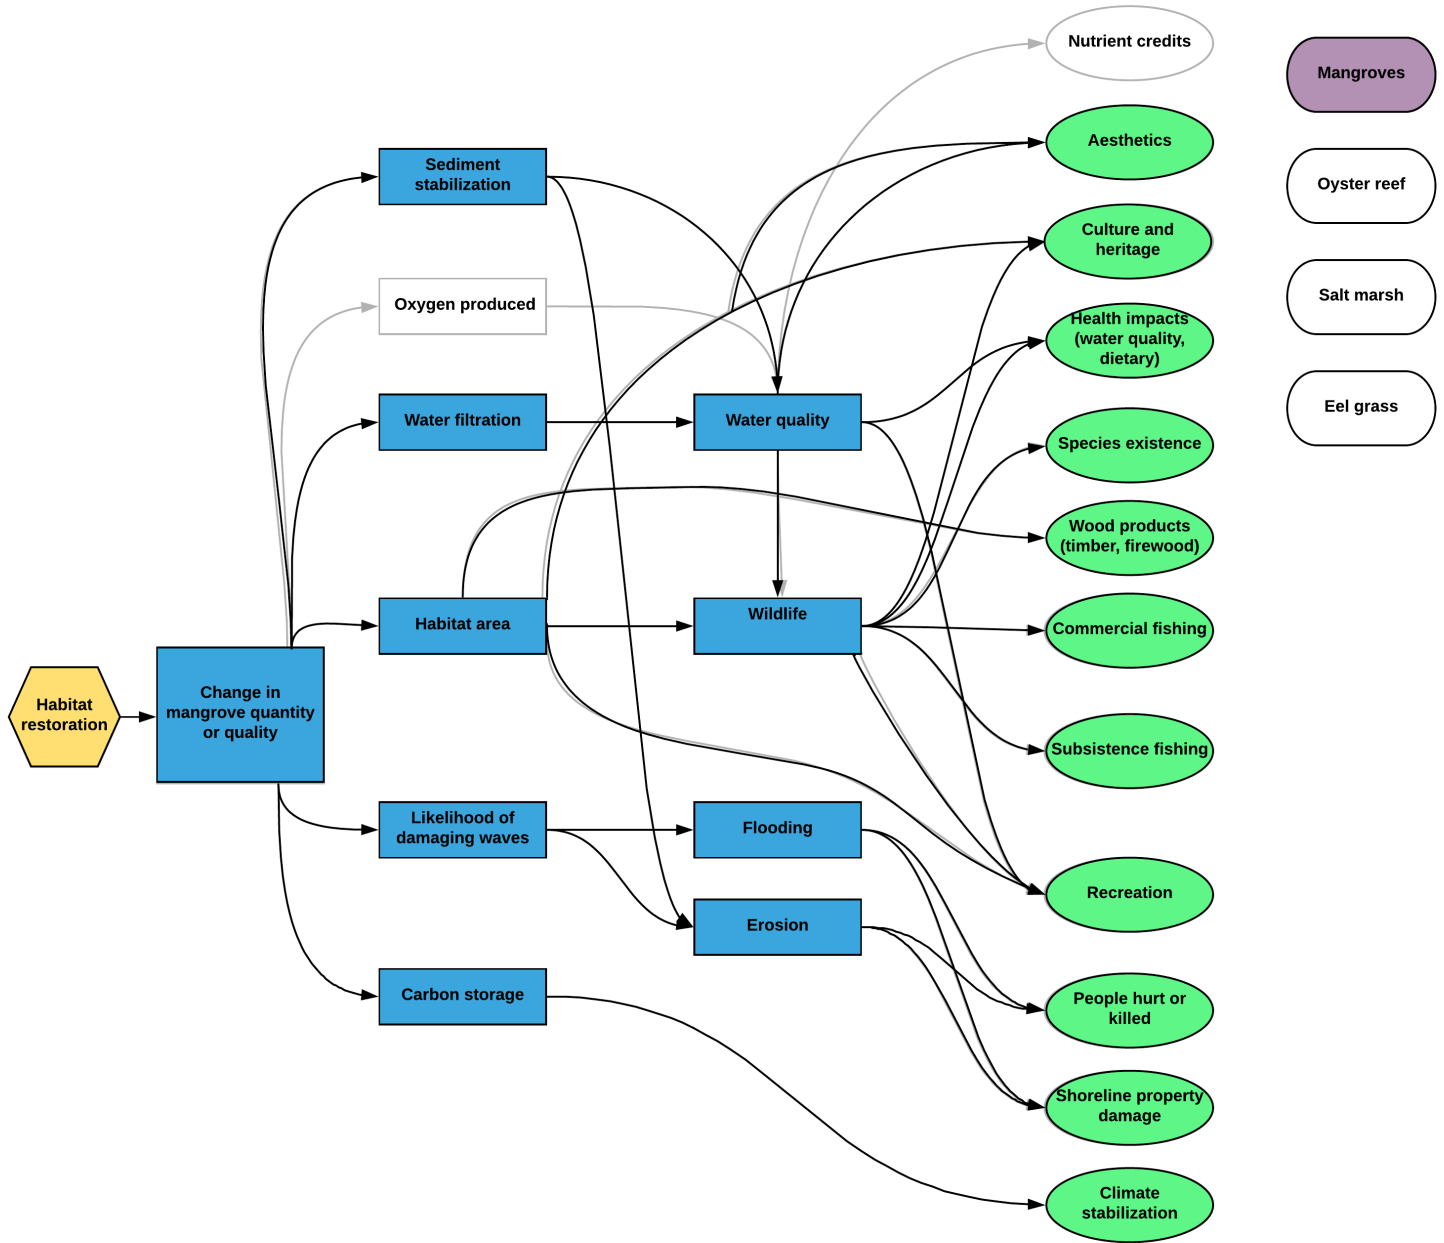 Habitat
restoration
Change in
mangrove quantity
or quality
Sediment
stabilization
Oxygen produced
Water filtration
Habitat area
Likelihood of
damaging waves
Carbon storage
Water quality
Wildlife
Flooding
Erosion
Nutrient credits
Aesthetics
Culture and
heritage
Health impacts
(water quality,
dietary)
Species existence
Wood products
(timber, firewood)
Commercial fishing
Subsistence fishing
Recreation
People hurt or
killed
Shoreline property
damage
Climate
stabilization
Mangroves
Oyster reef
Salt marsh
Eel grass